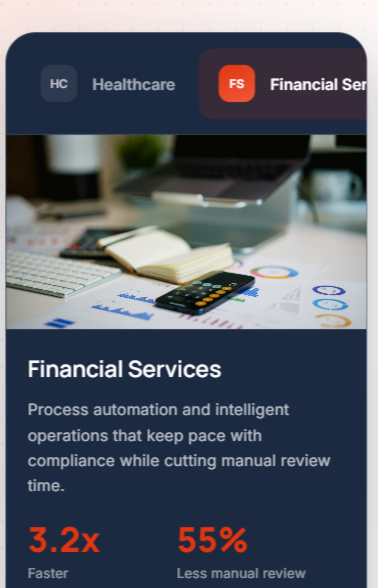 HC Healthcare FS Financial Ser
Financial Services
Process automation and intelligent
operations that keep pace with
compliance while cutting manual review
time.
3.2x 55%
Faster Less manual review